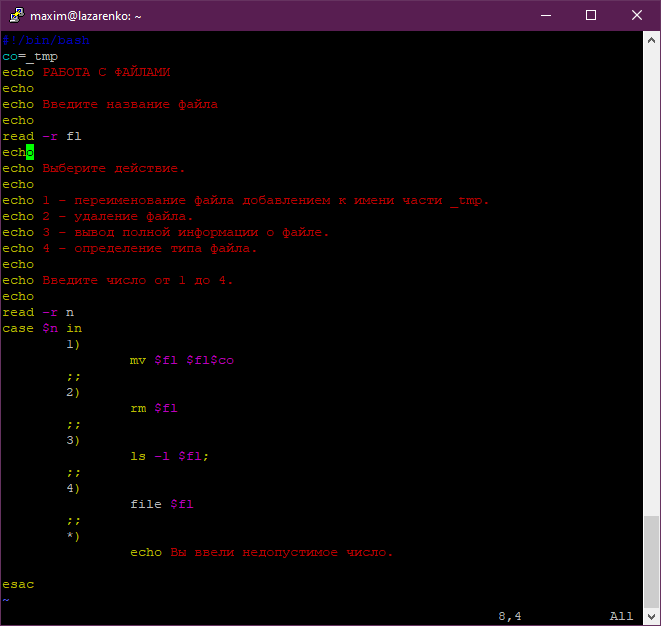 maxim@lazarenko: ~
#!/bin/bash
co=_tmp
echo РАБОТА С ФАЙЛАМИ
echo
echo Введите название файла
echo
read -r fl
echo
echo Выберите действие.
echo
echo 1 - переименование файла добавлением к имени части _tmp.
echo 2 - удаление файла.
echo 3 - вывод полной информации о файле.
echo 4 - определение типа файла.
echo
echo Введите число от 1 до 4.
echo
read -r n
case $n in
1)
mv $fl $fl$co
;;
2)
rm $fl
;;
3)
ls -l $fl;
;;
4)
file $fl
;;
*)
echo Вы ввели недопустимое число.
esac
~
8,4 All